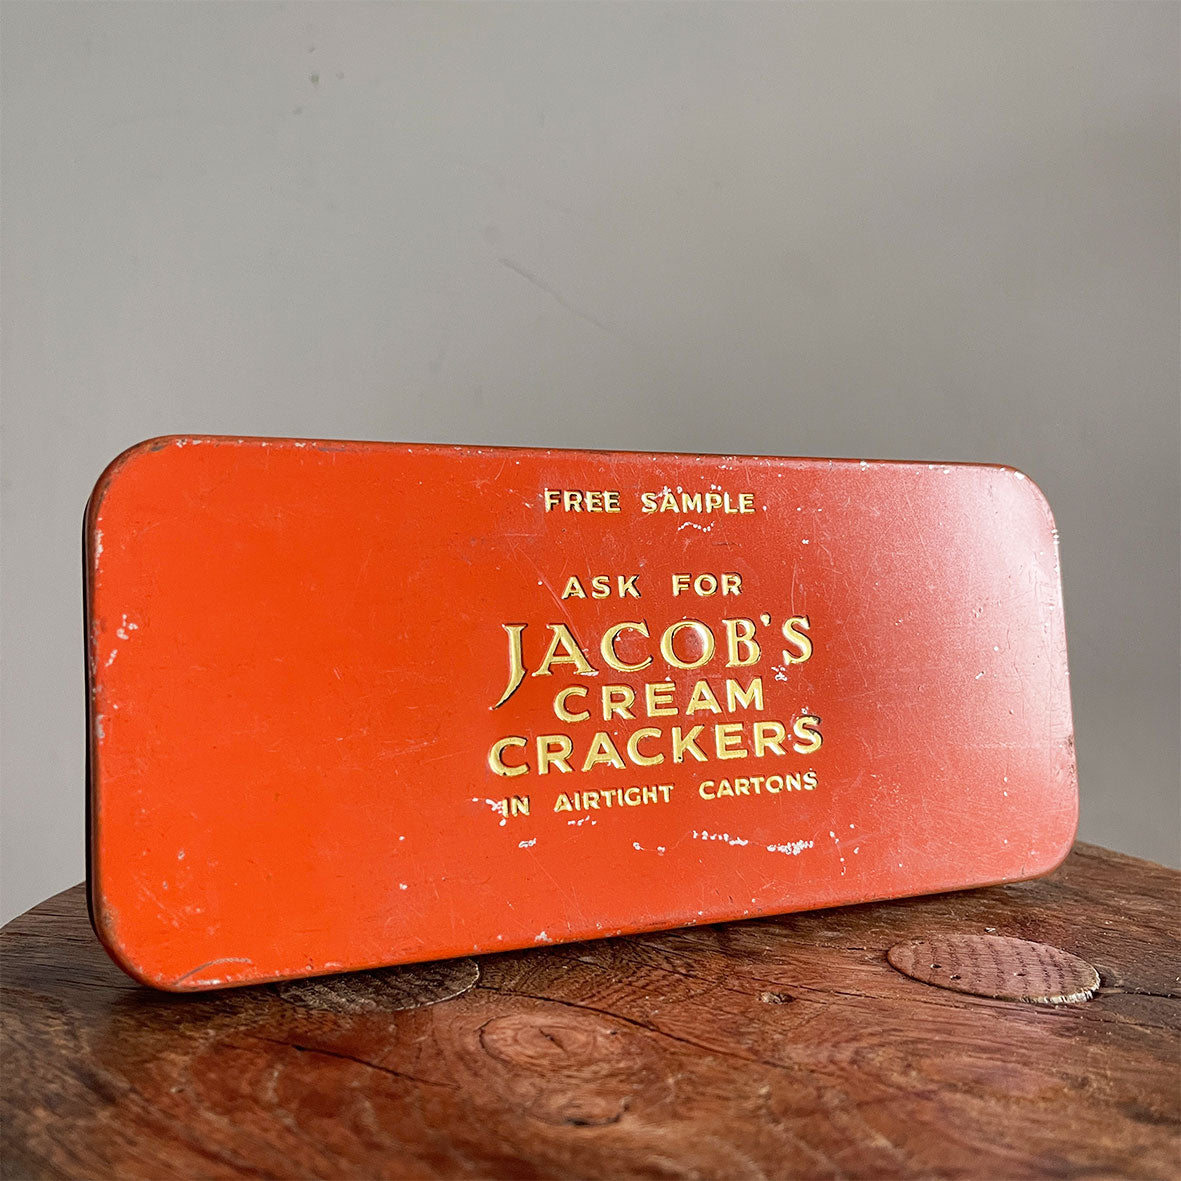 FREE SAMPLE
ASK FOR
JACOB'S
CREAM
CRACKERS
IN AIRTIGHT CARTONS